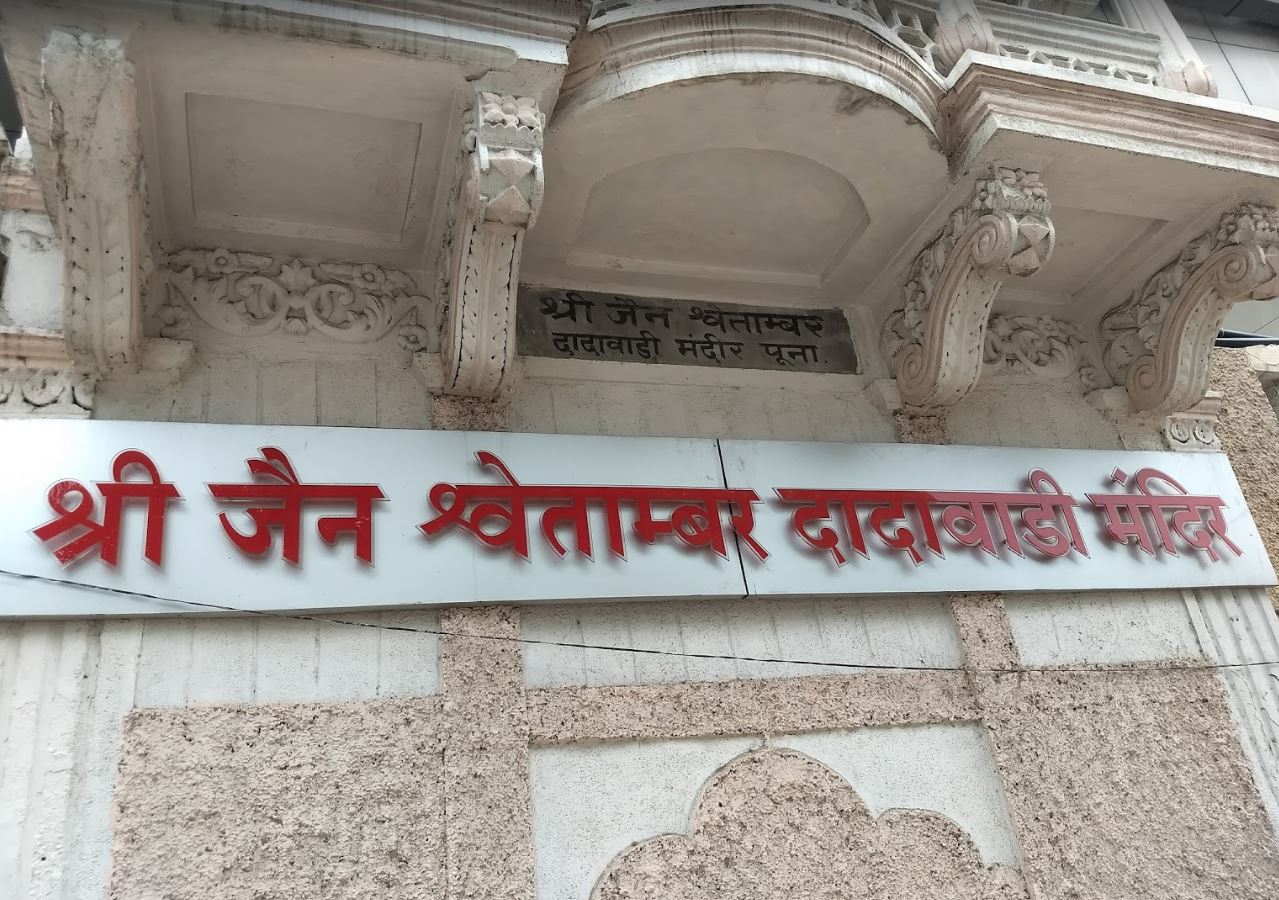 श्री जैन श्वेताम्बर
दादावाडी मंदीर पूना.
श्री जैन श्वेताम्बर दादावाडी मंदिर